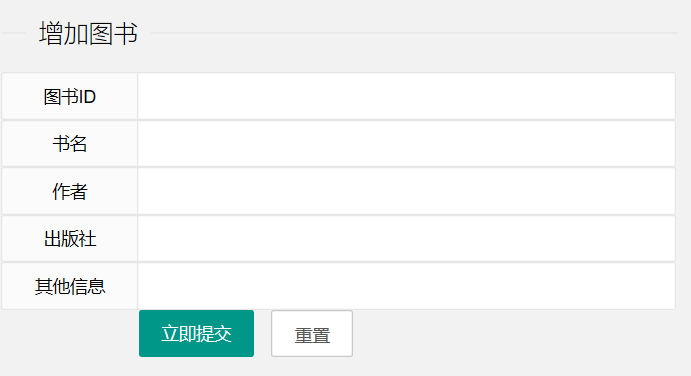 增加图书
图书ID
书名
作者
出版社
其他信息
立即提交 重置